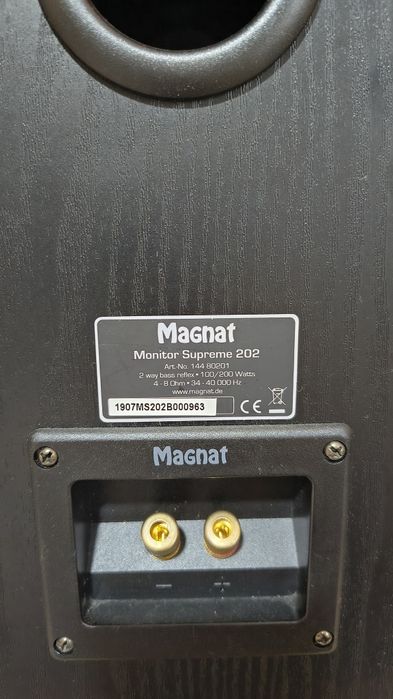 Magnat
Monitor Supreme 202
Art-No. 144 80201
2 way bass reflex • 100/200 Watts
4 - 8 Ohm • 34 - 40 000 Hz
www.magnat.de
1907MS202B000963 CE
Magnat